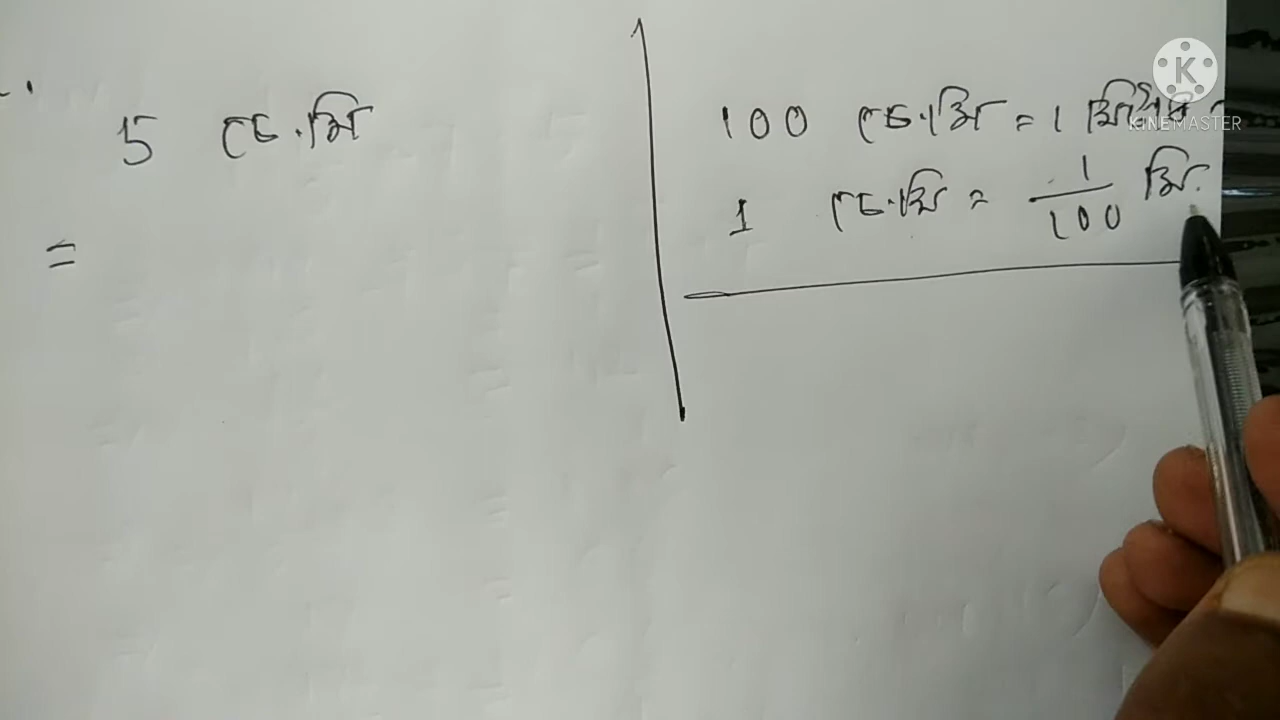 5 চে.মি
=
100 চে.মি = 1 মিটাৰ
1 চে.মি = 1/100 মি.
K
KINEMASTER